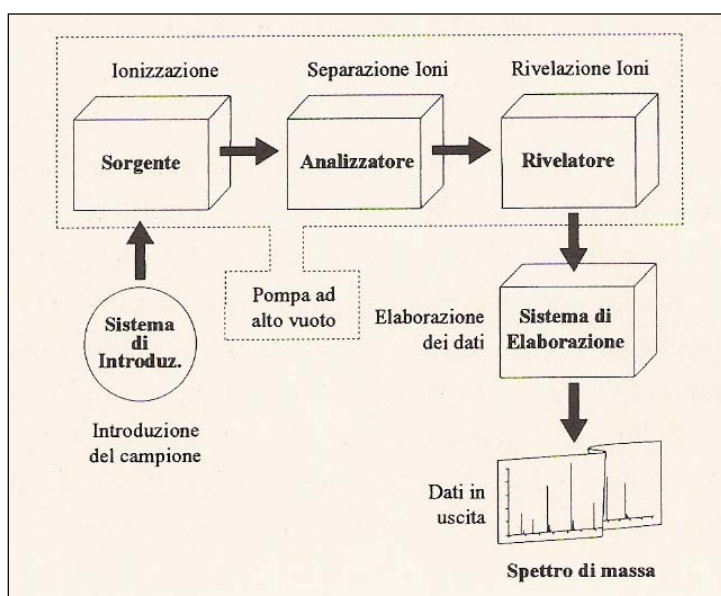 Ionizzazione
Separazione Ioni
Rivelazione Ioni
Sorgente
Analizzatore
Rivelatore
Sistema
di
Introduz.
Pompa ad
alto vuoto
Elaborazione
dei dati
Sistema di
Elaborazione
Introduzione
del campione
Dati in
uscita
Spettro di massa